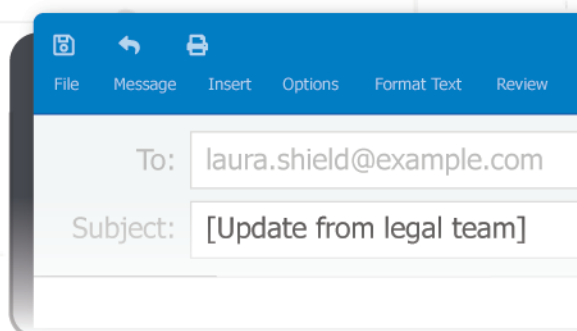 File Message Insert Options Format Text Review
To: laura.shield@example.com
Subject: [Update from legal team]